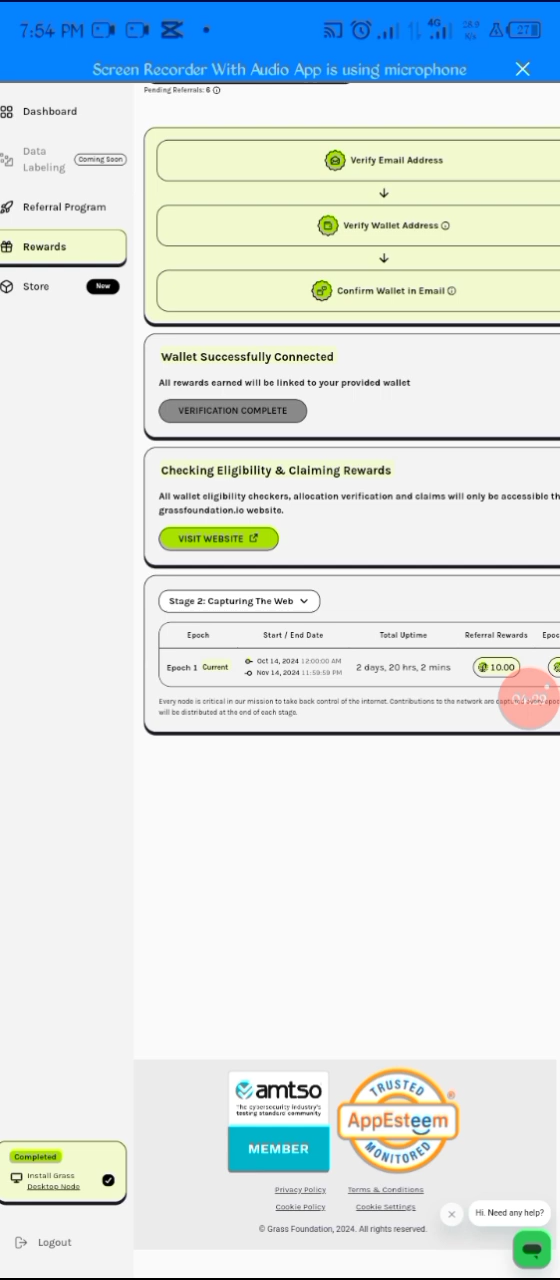 7:54 PM
4G
27
Screen Recorder With Audio App is using microphone
Pending Referrals: 6
Dashboard
Data Labeling
Coming Soon
Referral Program
Rewards
Store
New
Verify Email Address
Verify Wallet Address
Confirm Wallet in Email
Wallet Successfully Connected
All rewards earned will be linked to your provided wallet
VERIFICATION COMPLETE
Checking Eligibility & Claiming Rewards
All wallet eligibility checkers, allocation verification and claims will only be accessible th
grassfoundation.io website.
VISIT WEBSITE
Stage 2: Capturing The Web
Epoch Start / End Date Total Uptime Referral Rewards Epoc
Epoch 1 Current
Oct 14, 2024 12:00:00 AM
Nov 14, 2024 11:59:59 PM
2 days, 20 hrs, 2 mins
10.00
Every node is critical in our mission to take back control of the internet. Contributions to the network are captured every epoc
will be distributed at the end of each stage.
amtso
The cybersecurity industry's
testing standard community
MEMBER
TRUSTED
AppEsteem
MONITORED
Completed
Install Grass
Desktop Node
Privacy Policy Terms & Conditions
Cookie Policy Cookie Settings
© Grass Foundation, 2024. All rights reserved.
Hi. Need any help?
Logout